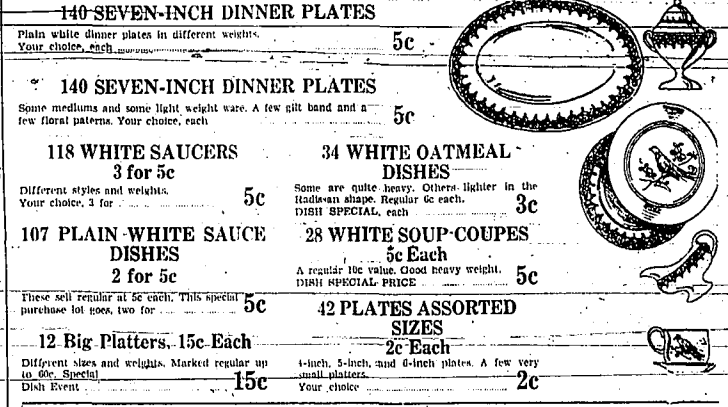 140 SEVEN-INCH DINNER PLATES
Plain white dinner plates in different weights.
Your choice, each 5c
140 SEVEN-INCH DINNER PLATES
Some mediums and some light weight ware. A few gilt band and a
few floral paterns. Your choice, each 5c
118 WHITE SAUCERS
3 for 5c
Different styles and weights.
Your choice, 3 for 5c
107 PLAIN WHITE SAUCE
DISHES
2 for 5c
These sell regular at 5c each. This special
purchase lot goes, two for 5c
12 Big Platters, 15c Each
Different sizes and weights. Marked regular up
to 60c. Special
Dish Event 15c
34 WHITE OATMEAL
DISHES
Some are quite heavy. Others lighter in the
shape. Regular 6c each.
DISH SPECIAL, each 3c
28 WHITE SOUP-COUPES
5c Each
A regular 10c value. Good heavy weight.
DISH SPECIAL PRICE 5c
42 PLATES ASSORTED
SIZES
2c Each
4-inch, 5-inch, and 6-inch plates. A few very
small platters.
Your choice 2c